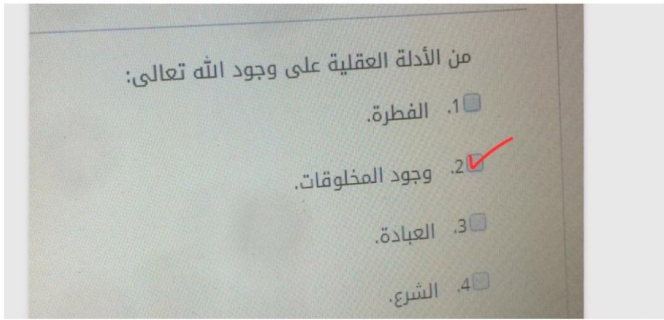 من الأدلة العقلية على وجود الله تعالى:
1. الفطرة.
2. وجود المخلوقات.
3. العبادة.
4. الشرع.